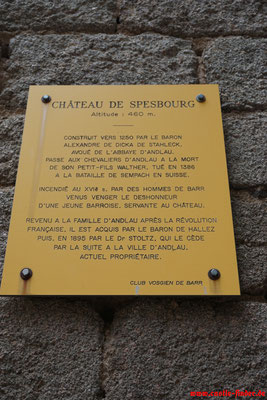 CHÂTEAU DE SPESBOURG
Altitude : 460 m.
CONSTRUIT VERS 1250 PAR LE BARON
ALEXANDRE DE DICKA DE STAHLECK,
AVOUÉ DE L'ABBAYE D'ANDLAU.
PASSE AUX CHEVALIERS D'ANDLAU A LA MORT
DE SON PETIT-FILS WALTHER, TUÉ EN 1386
A LA BATAILLE DE SEMPACH EN SUISSE.
INCENDIÉ AU XVIe s. PAR DES HOMMES DE BARR
VENUS VENGER LE DESHONNEUR
D'UNE JEUNE BARROISE, SERVANTE AU CHÂTEAU.
REVENU A LA FAMILLE D'ANDLAU APRÈS LA RÉVOLUTION
FRANÇAISE, IL EST ACQUIS PAR LE BARON DE HALLEZ
PUIS, EN 1895 PAR LE Dr STOLTZ, QUI LE CÈDE
PAR LA SUITE A LA VILLE D'ANDLAU,
ACTUEL PROPRIÉTAIRE.
CLUB VOSGIEN DE BARR